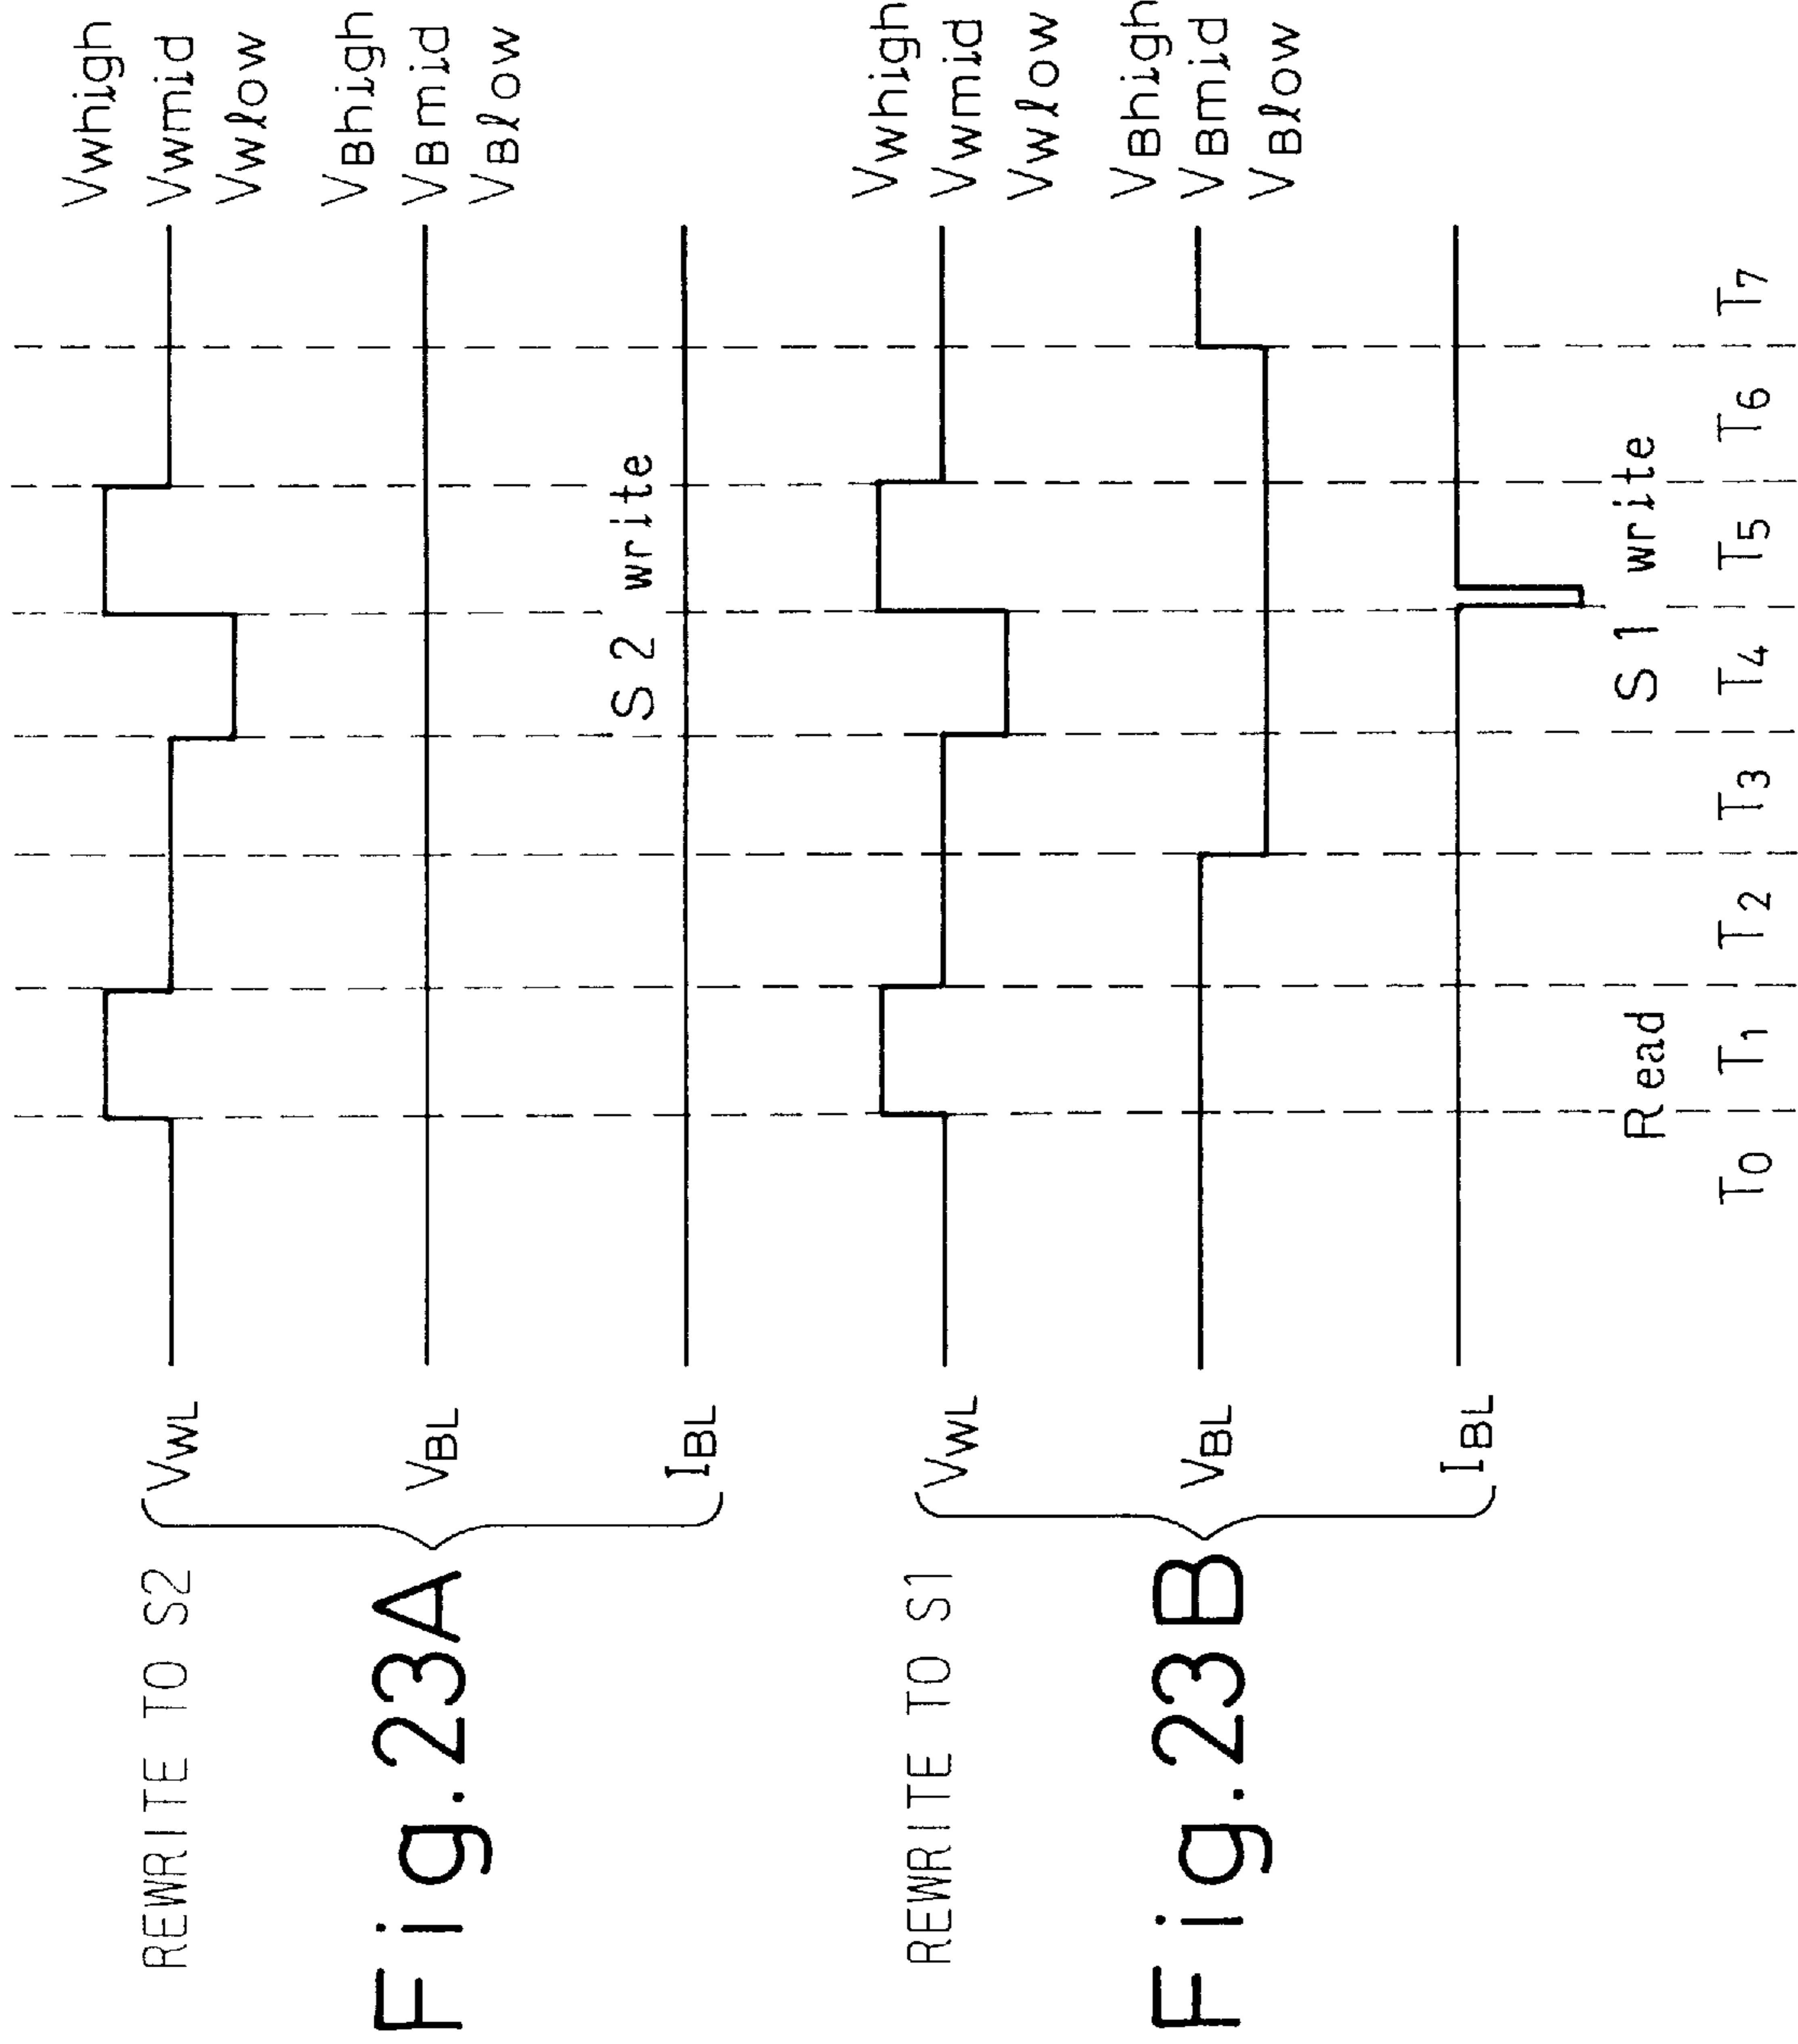 REWRITE TO S2
Fig.23A
VWL
VWhigh
VWmid
VWlow
VBL
VBhigh
VBmid
VBlow
IBL
S2 write
REWRITE TO S1
Fig.23B
VWL
VWhigh
VWmid
VWlow
VBL
VBhigh
VBmid
VBlow
IBL
Read S1 write
T0 T1 T2 T3 T4 T5 T6 T7